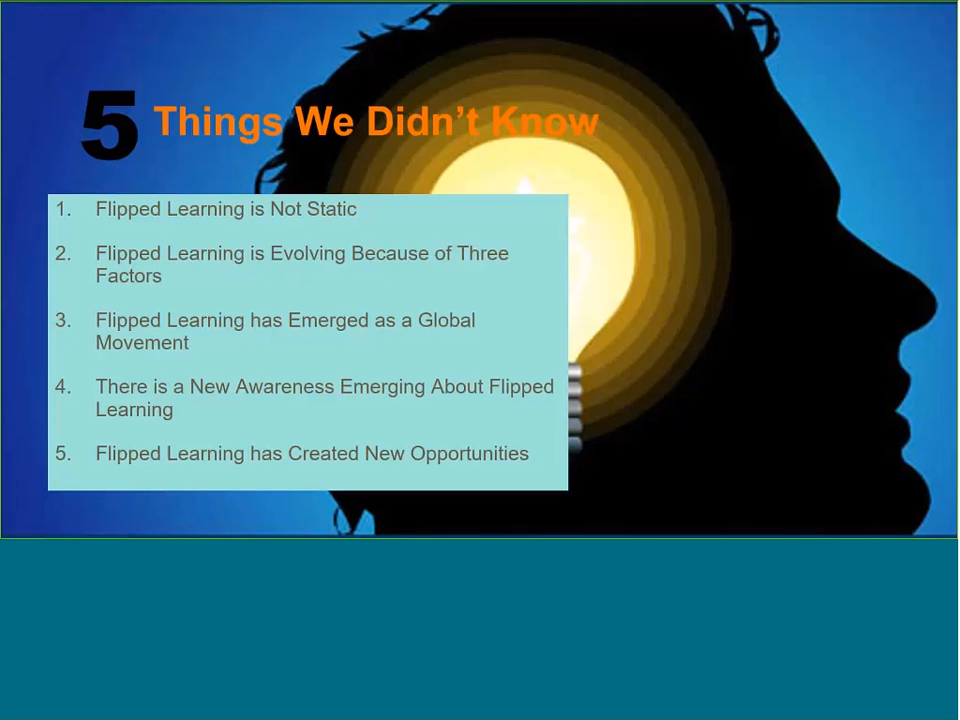 5 Things We Didn't Know
1. Flipped Learning is Not Static
2. Flipped Learning is Evolving Because of Three
Factors
3. Flipped Learning has Emerged as a Global
Movement
4. There is a New Awareness Emerging About Flipped
Learning
5. Flipped Learning has Created New Opportunities